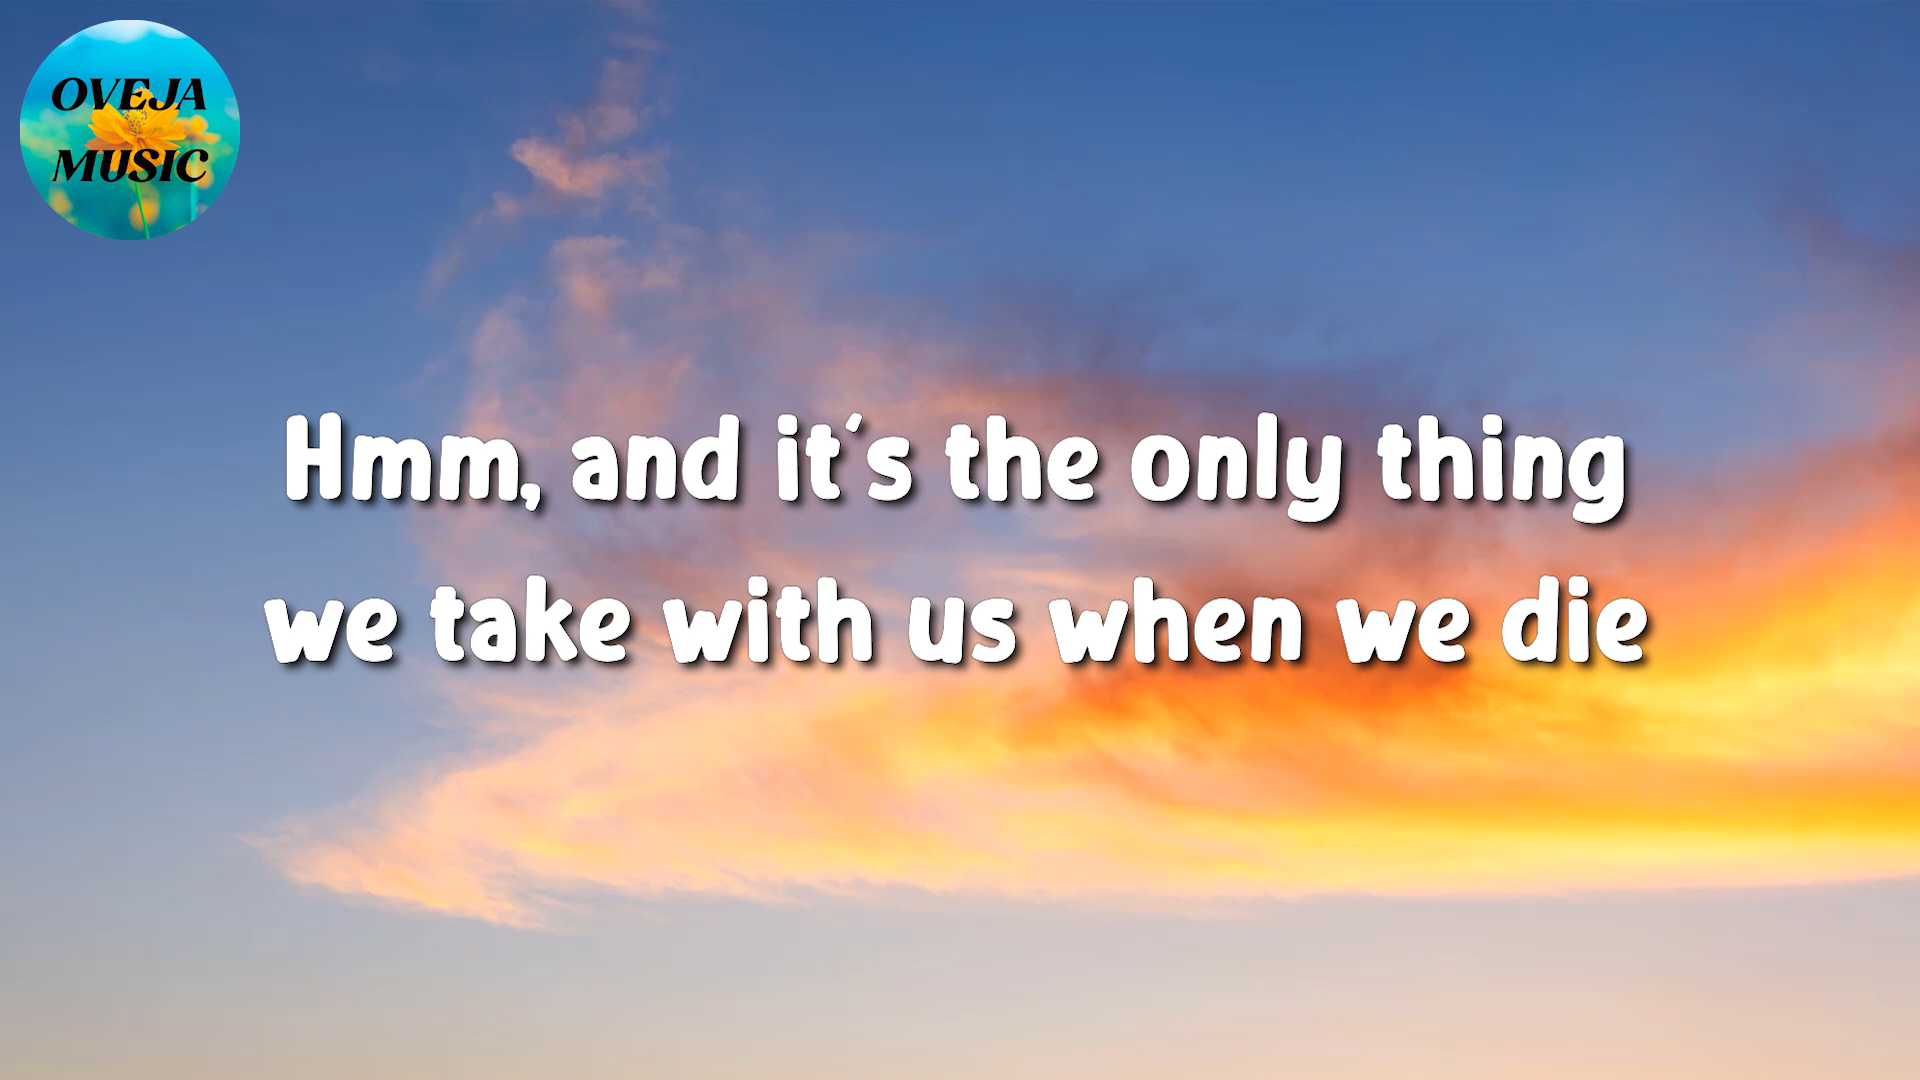 OVEJA
MUSIC
Hmm, and it's the only thing
we take with us when we die